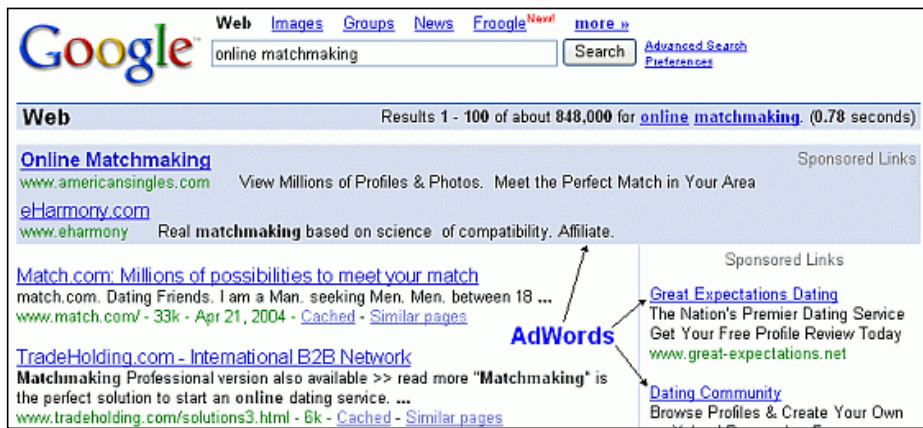 Web Images Groups News Froogle New! more »
Google™ online matchmaking Search Advanced Search
Preferences
Web Results 1 - 100 of about 848,000 for online matchmaking. (0.78 seconds)
Online Matchmaking Sponsored Links
www.americansingles.com View Millions of Profiles & Photos. Meet the Perfect Match in Your Area
eHarmony.com
www.eharmony Real matchmaking based on science of compatibility. Affiliate.
Match.com: Millions of possibilities to meet your match
match.com. Dating Friends. I am a Man. seeking Men. Men. between 18 ...
www.match.com/ - 33k - Apr 21, 2004 - Cached - Similar pages
TradeHolding.com - International B2B Network
Matchmaking Professional version also available >> read more "Matchmaking" is
the perfect solution to start an online dating service. ...
www.tradeholding.com/solutions3.html - 6k - Cached - Similar pages
AdWords
Sponsored Links
Great Expectations Dating
The Nation's Premier Dating Service
Get Your Free Profile Review Today
www.great-expectations.net
Dating Community
Browse Profiles & Create Your Own